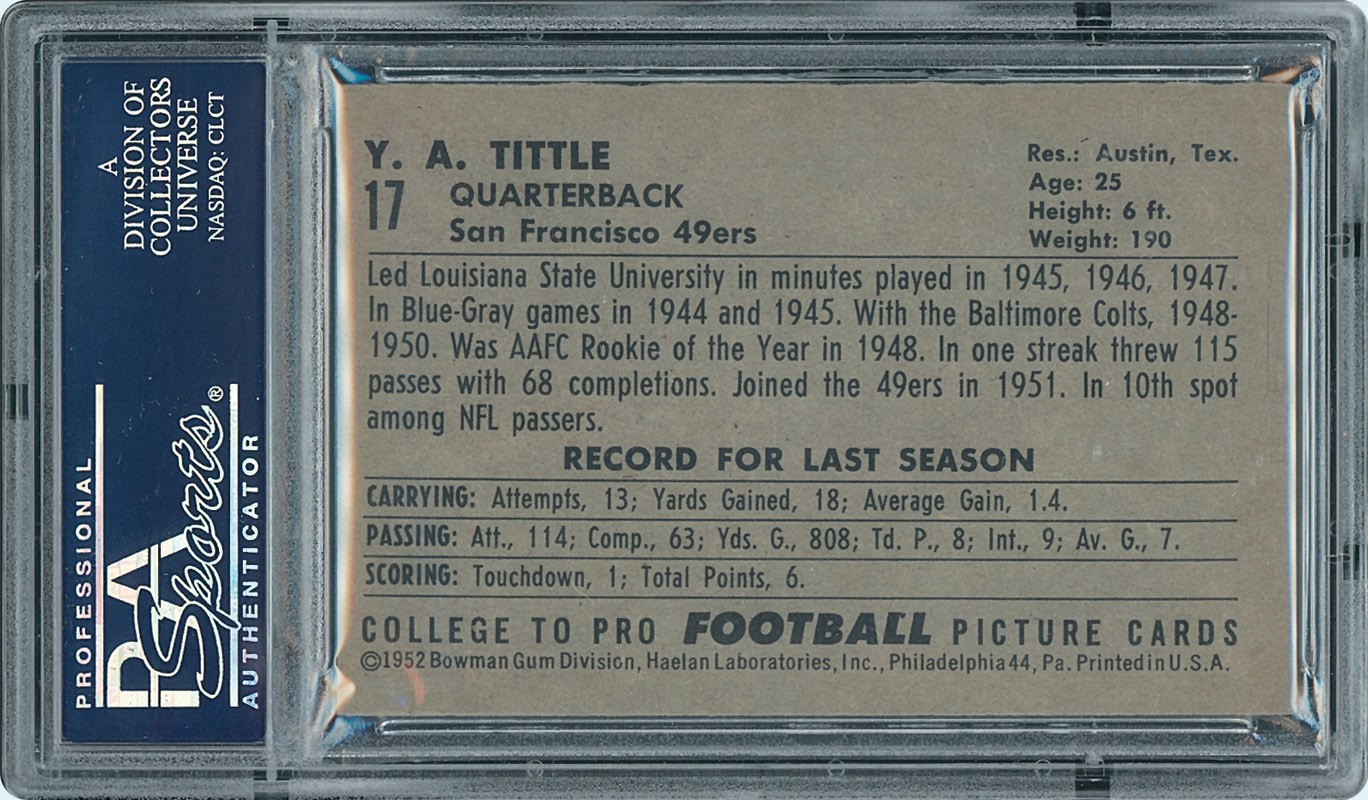 A
DIVISION OF
COLLECTORS
UNIVERSE
NASDAQ: CLCT
PROFESSIONAL
PSA
Sports®
AUTHENTICATOR
Y. A. TITTLE
17 QUARTERBACK
San Francisco 49ers
Res.: Austin, Tex.
Age: 25
Height: 6 ft.
Weight: 190
Led Louisiana State University in minutes played in 1945, 1946, 1947.
In Blue-Gray games in 1944 and 1945. With the Baltimore Colts, 1948-
1950. Was AAFC Rookie of the Year in 1948. In one streak threw 115
passes with 68 completions. Joined the 49ers in 1951. In 10th spot
among NFL passers.
RECORD FOR LAST SEASON
CARRYING: Attempts, 13; Yards Gained, 18; Average Gain, 1.4.
PASSING: Att., 114; Comp., 63; Yds. G., 808; Td. P., 8; Int., 9; Av. G., 7.
SCORING: Touchdown, 1; Total Points, 6.
COLLEGE TO PRO FOOTBALL PICTURE CARDS
©1952 Bowman Gum Division, Haelan Laboratories, Inc., Philadelphia 44, Pa. Printed in U.S.A.